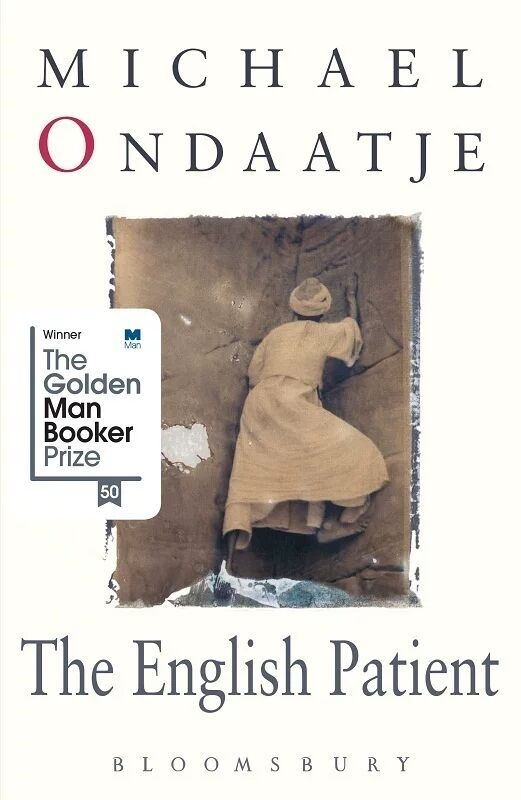 MICHAEL
ONDAATJE
Winner
Man
The
Golden
Man
Booker
Prize
50
The English Patient
BLOOMSBURY